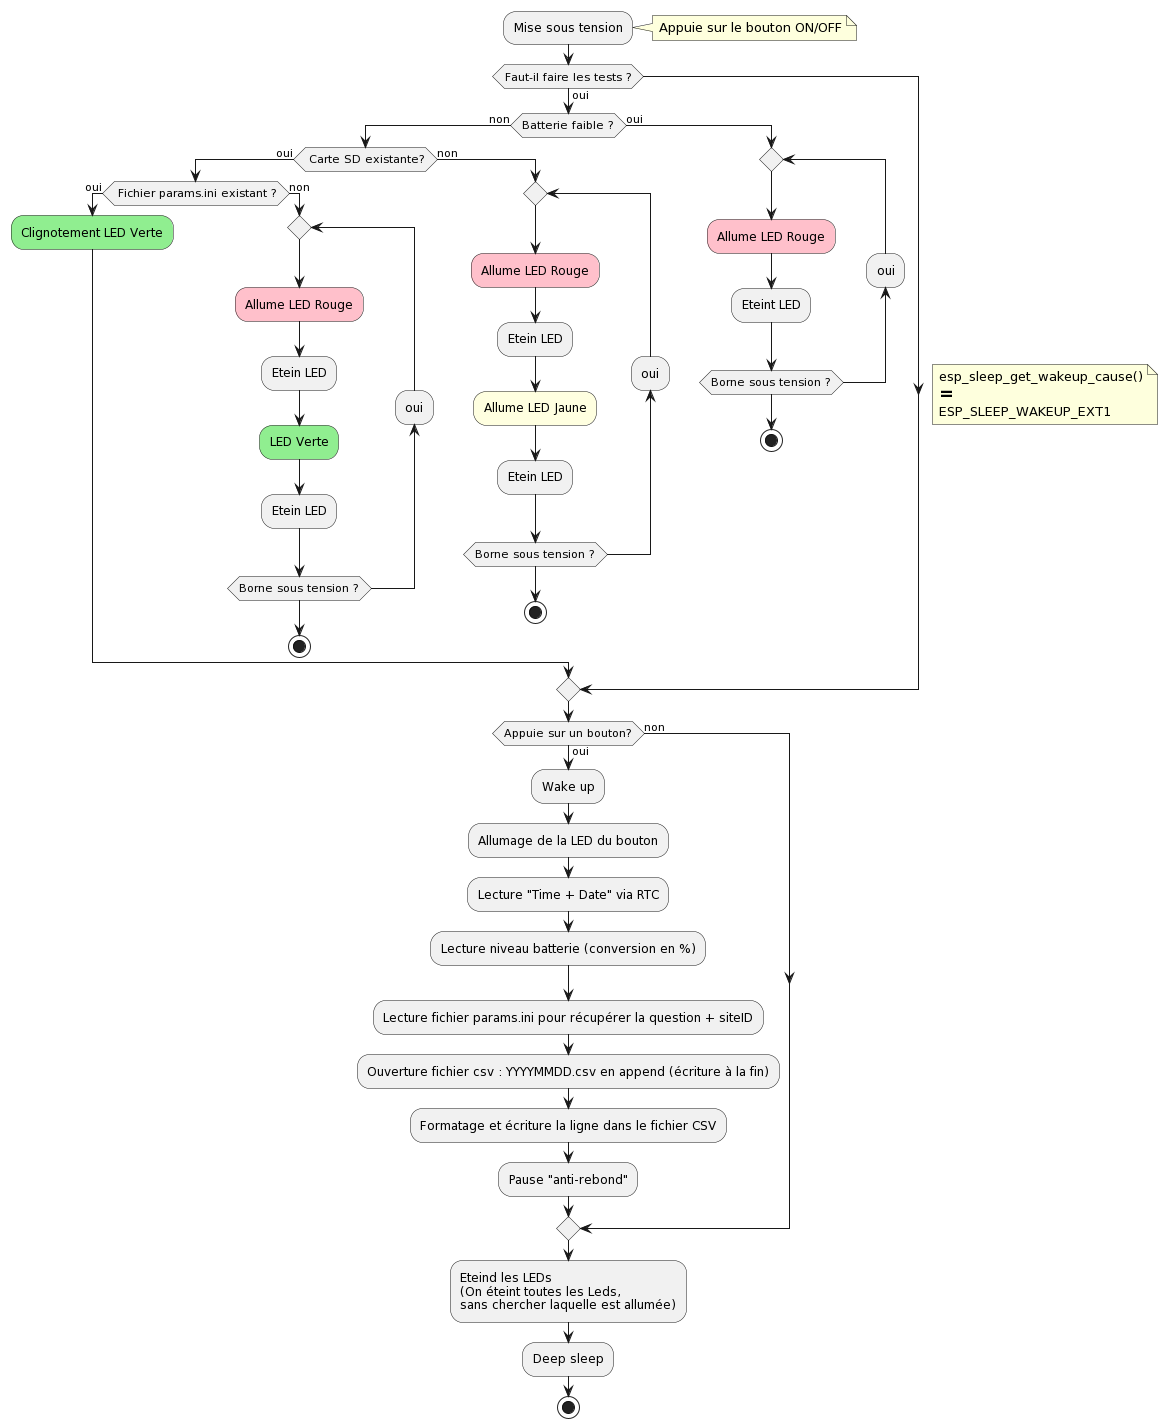 Mise sous tension
Appuie sur le bouton ON/OFF
Faut-il faire les tests ?
oui
Batterie faible ?
non
oui
Carte SD existante?
oui
non
Fichier params.ini existant ?
oui
non
Clignotement LED Verte
Allume LED Rouge
Etein LED
LED Verte
Etein LED
oui
Borne sous tension ?
Allume LED Rouge
Etein LED
Allume LED Jaune
Etein LED
oui
Borne sous tension ?
Allume LED Rouge
Eteint LED
oui
Borne sous tension ?
esp_sleep_get_wakeup_cause()
=
ESP_SLEEP_WAKEUP_EXT1
Appuie sur un bouton?
non
oui
Wake up
Allumage de la LED du bouton
Lecture "Time + Date" via RTC
Lecture niveau batterie (conversion en %)
Lecture fichier params.ini pour récupérer la question + siteID
Ouverture fichier csv : YYYYMMDD.csv en append (écriture à la fin)
Formatage et écriture la ligne dans le fichier CSV
Pause "anti-rebond"
Eteind les LEDs
(On éteint toutes les Leds,
sans chercher laquelle est allumée)
Deep sleep